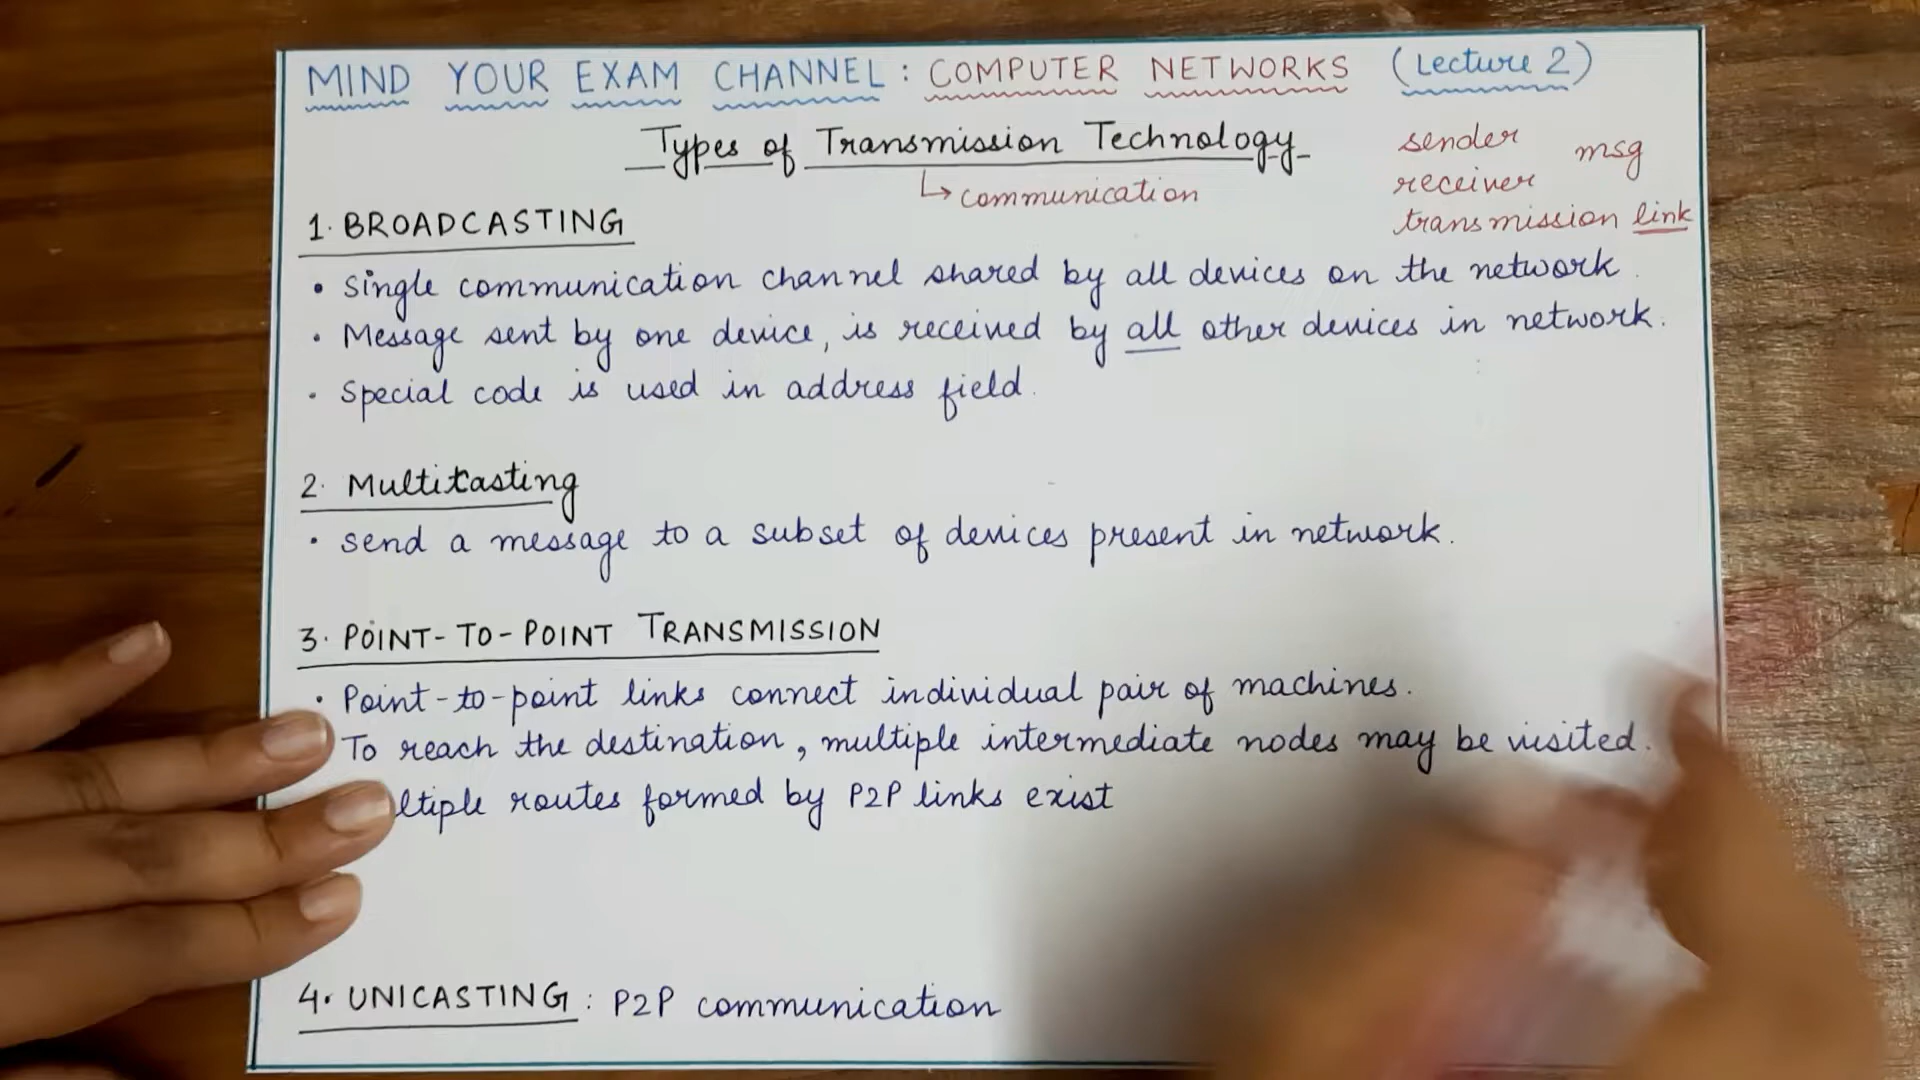 MIND YOUR EXAM CHANNEL : COMPUTER NETWORKS (Lecture 2)
Types of Transmission Technology
↳ communication
sender msg
receiver
transmission link
1. BROADCASTING
• Single communication channel shared by all devices on the network.
• Message sent by one device, is received by all other devices in network.
• Special code is used in address field.
2. Multicasting
• send a message to a subset of devices present in network.
3. POINT-TO-POINT TRANSMISSION
• Point-to-point links connect individual pair of machines.
To reach the destination, multiple intermediate nodes may be visited.
ltiple routes formed by P2P links exist
4. UNICASTING : P2P communication